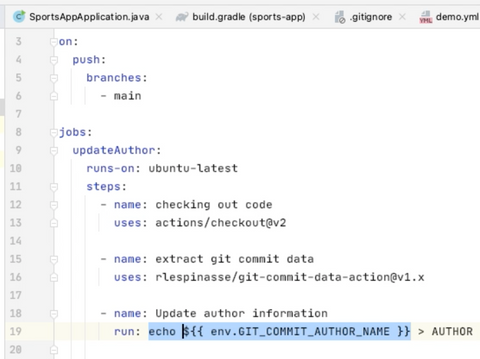 SportsAppApplication.java × build.gradle (sports-app) × .gitignore × demo.yml
3 on:
4 push:
5 branches:
6 - main
7
8 jobs:
9 updateAuthor:
10 runs-on: ubuntu-latest
11 steps:
12 - name: checking out code
13 uses: actions/checkout@v2
14
15 - name: extract git commit data
16 uses: rlespinasse/git-commit-data-action@v1.x
17
18 - name: Update author information
19 run: echo ${{ env.GIT_COMMIT_AUTHOR_NAME }} > AUTHOR
20